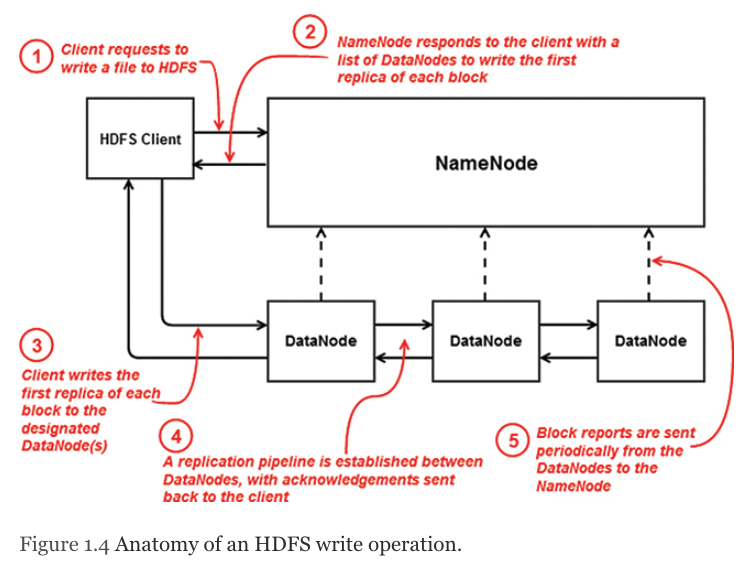 1
Client requests to
write a file to HDFS
2
NameNode responds to the client with a
list of DataNodes to write the first
replica of each block
HDFS Client
NameNode
DataNode
DataNode
DataNode
3
Client writes the
first replica of each
block to the
designated
DataNode(s)
4
A replication pipeline is established between
DataNodes, with acknowledgements sent
back to the client
5
Block reports are sent
periodically from the
DataNodes to the
NameNode
Figure 1.4 Anatomy of an HDFS write operation.